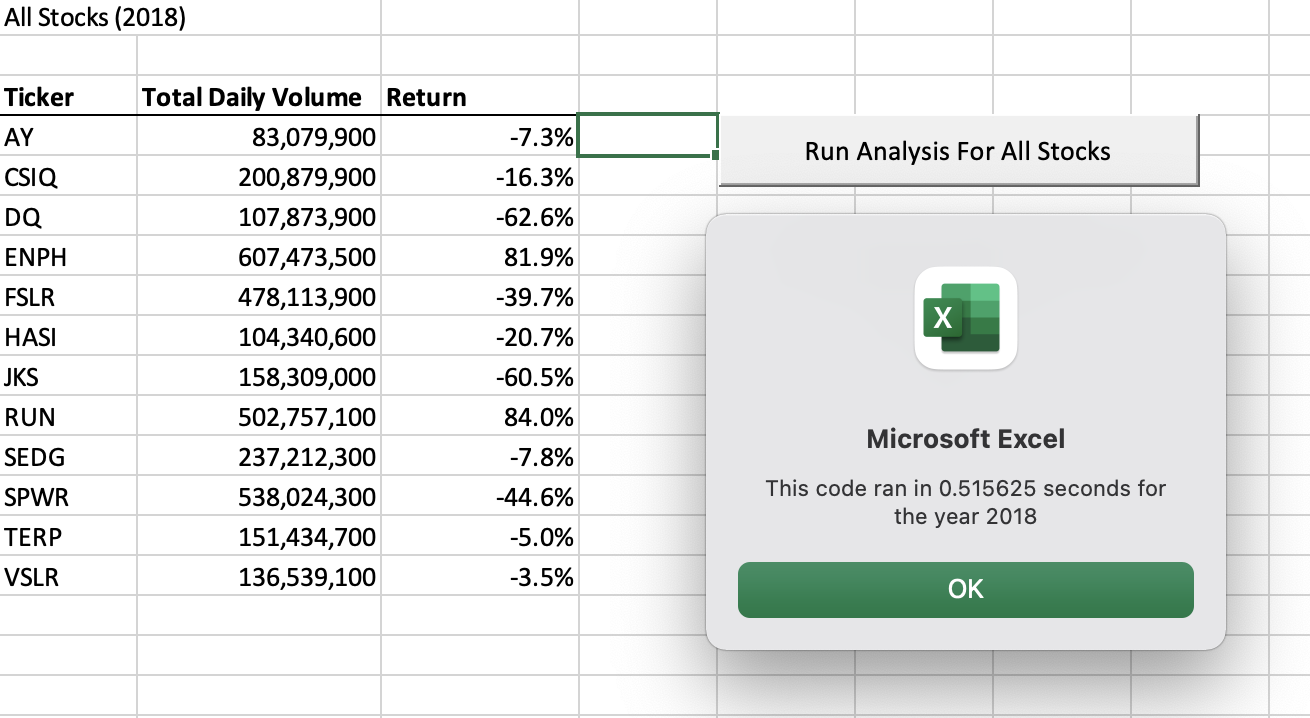 All Stocks (2018)
Ticker Total Daily Volume Return
AY 83,079,900 -7.3%
Run Analysis For All Stocks
CSIQ 200,879,900 -16.3%
DQ 107,873,900 -62.6%
ENPH 607,473,500 81.9%
FSLR 478,113,900 -39.7%
HASI 104,340,600 -20.7%
JKS 158,309,000 -60.5%
RUN 502,757,100 84.0%
SEDG 237,212,300 -7.8%
SPWR 538,024,300 -44.6%
TERP 151,434,700 -5.0%
VSLR 136,539,100 -3.5%
X
Microsoft Excel
This code ran in 0.515625 seconds for
the year 2018
OK